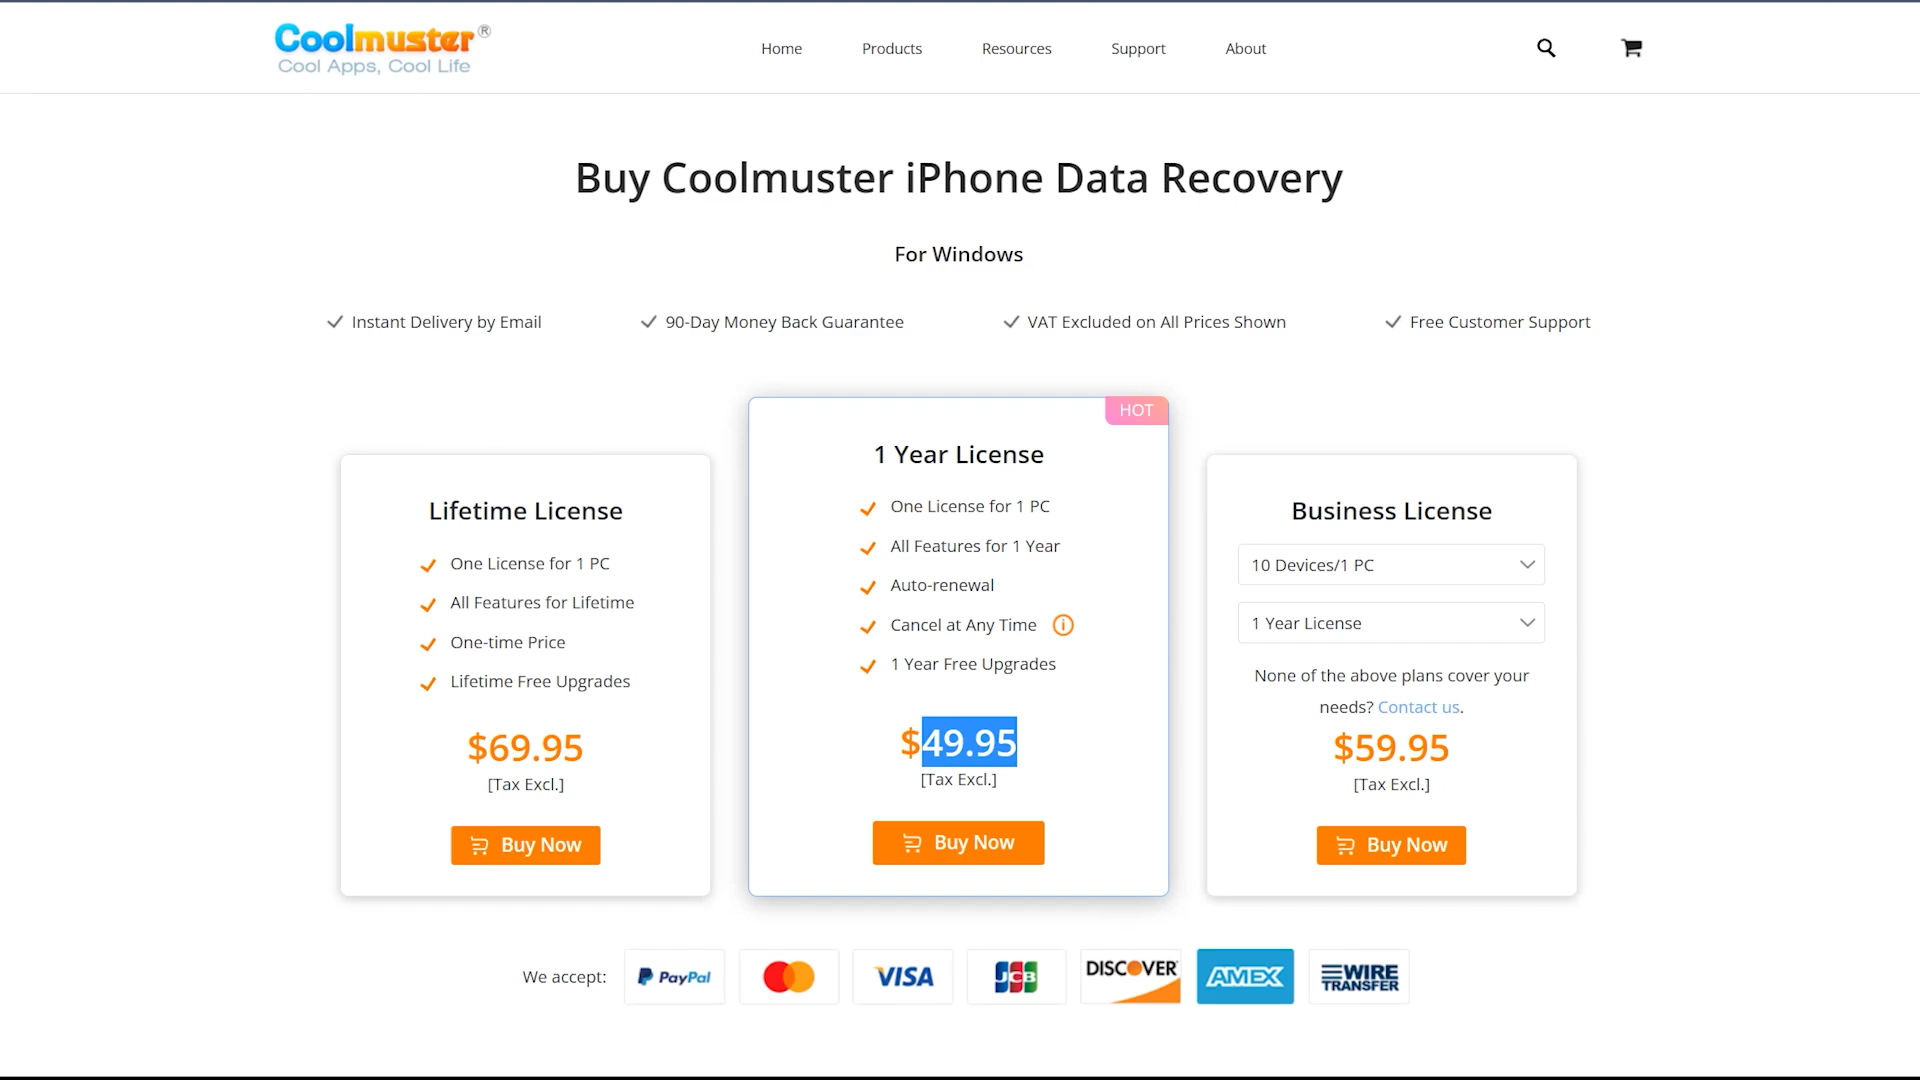 Coolmuster®
Cool Apps, Cool Life
Home
Products
Resources
Support
About
Buy Coolmuster iPhone Data Recovery
For Windows
Instant Delivery by Email
90-Day Money Back Guarantee
VAT Excluded on All Prices Shown
Free Customer Support
Lifetime License
One License for 1 PC
All Features for Lifetime
One-time Price
Lifetime Free Upgrades
$69.95
[Tax Excl.]
Buy Now
HOT
1 Year License
One License for 1 PC
All Features for 1 Year
Auto-renewal
Cancel at Any Time
1 Year Free Upgrades
$49.95
[Tax Excl.]
Buy Now
Business License
10 Devices/1 PC
1 Year License
None of the above plans cover your
needs? Contact us.
$59.95
[Tax Excl.]
Buy Now
We accept:
PayPal
VISA
JCB
DISCOVER
AMEX
WIRE
TRANSFER